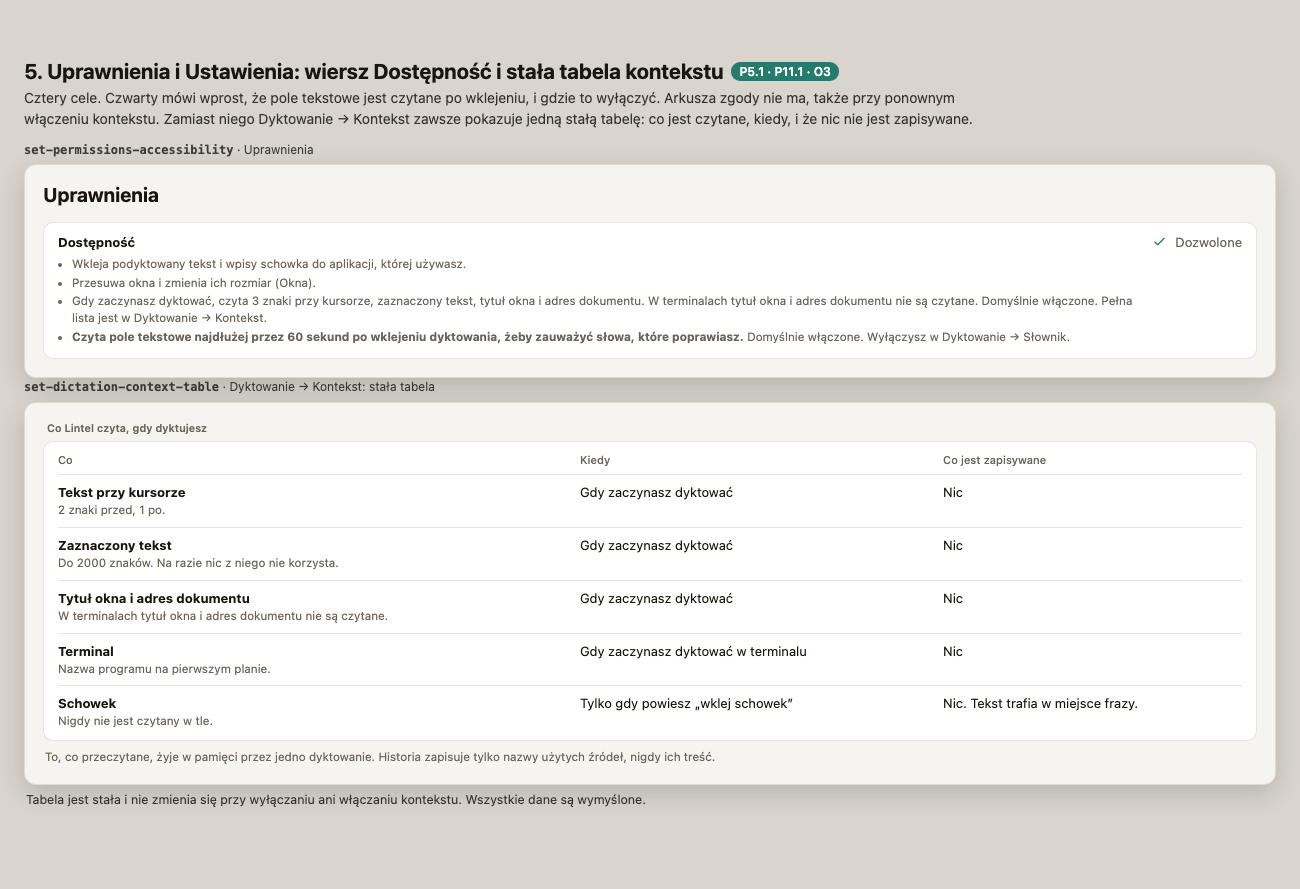 5. Uprawnienia i Ustawienia: wiersz Dostępność i stała tabela kontekstu P5.1 · P11.1 · O3
Cztery cele. Czwarty mówi wprost, że pole tekstowe jest czytane po wklejeniu, i gdzie to wyłączyć. Arkusza zgody nie ma, także przy ponownym
włączeniu kontekstu. Zamiast niego Dyktowanie → Kontekst zawsze pokazuje jedną stałą tabelę: co jest czytane, kiedy, i że nic nie jest zapisywane.
set-permissions-accessibility · Uprawnienia
Uprawnienia
Dostępność
Dozwolone
• Wkleja podyktowany tekst i wpisy schowka do aplikacji, której używasz.
• Przesuwa okna i zmienia ich rozmiar (Okna).
• Gdy zaczynasz dyktować, czyta 3 znaki przy kursorze, zaznaczony tekst, tytuł okna i adres dokumentu. W terminalach tytuł okna i adres dokumentu nie są czytane. Domyślnie włączone. Pełna
lista jest w Dyktowanie → Kontekst.
• Czyta pole tekstowe najdłużej przez 60 sekund po wklejeniu dyktowania, żeby zauważyć słowa, które poprawiasz. Domyślnie włączone. Wyłączysz w Dyktowanie → Słownik.
set-dictation-context-table · Dyktowanie → Kontekst: stała tabela
Co Lintel czyta, gdy dyktujesz
Co Kiedy Co jest zapisywane
Tekst przy kursorze Gdy zaczynasz dyktować Nic
2 znaki przed, 1 po.
Zaznaczony tekst Gdy zaczynasz dyktować Nic
Do 2000 znaków. Na razie nic z niego nie korzysta.
Tytuł okna i adres dokumentu Gdy zaczynasz dyktować Nic
W terminalach tytuł okna i adres dokumentu nie są czytane.
Terminal Gdy zaczynasz dyktować w terminalu Nic
Nazwa programu na pierwszym planie.
Schowek Tylko gdy powiesz „wklej schowek” Nic. Tekst trafia w miejsce frazy.
Nigdy nie jest czytany w tle.
To, co przeczytane, żyje w pamięci przez jedno dyktowanie. Historia zapisuje tylko nazwy użytych źródeł, nigdy ich treść.
Tabela jest stała i nie zmienia się przy wyłączaniu ani włączaniu kontekstu. Wszystkie dane są wymyślone.